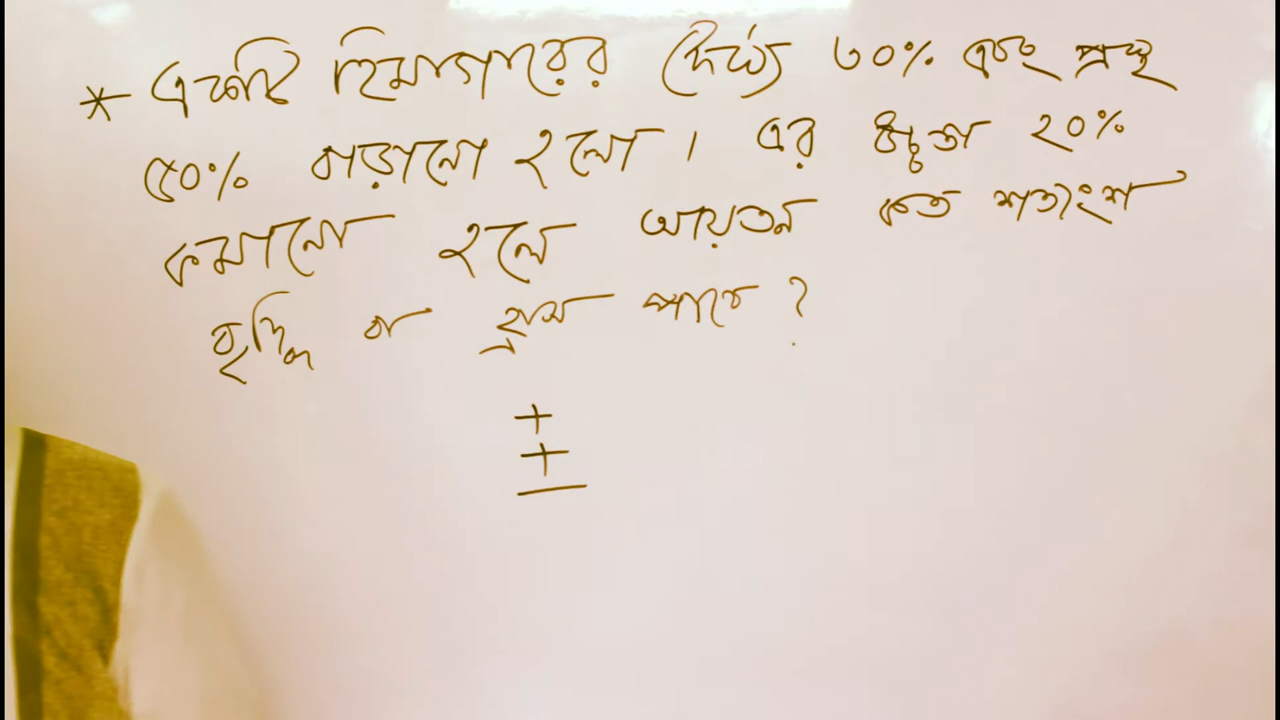 * একটি হিমাগারের দৈর্ঘ্য ৩০% এবং প্রস্থ
৫০% বাড়ানো হলো। এর উচ্চতা ২০%
কমানো হলে আয়তন কত শতাংশ
বৃদ্ধি বা হ্রাস পাবে ?
+
+
—